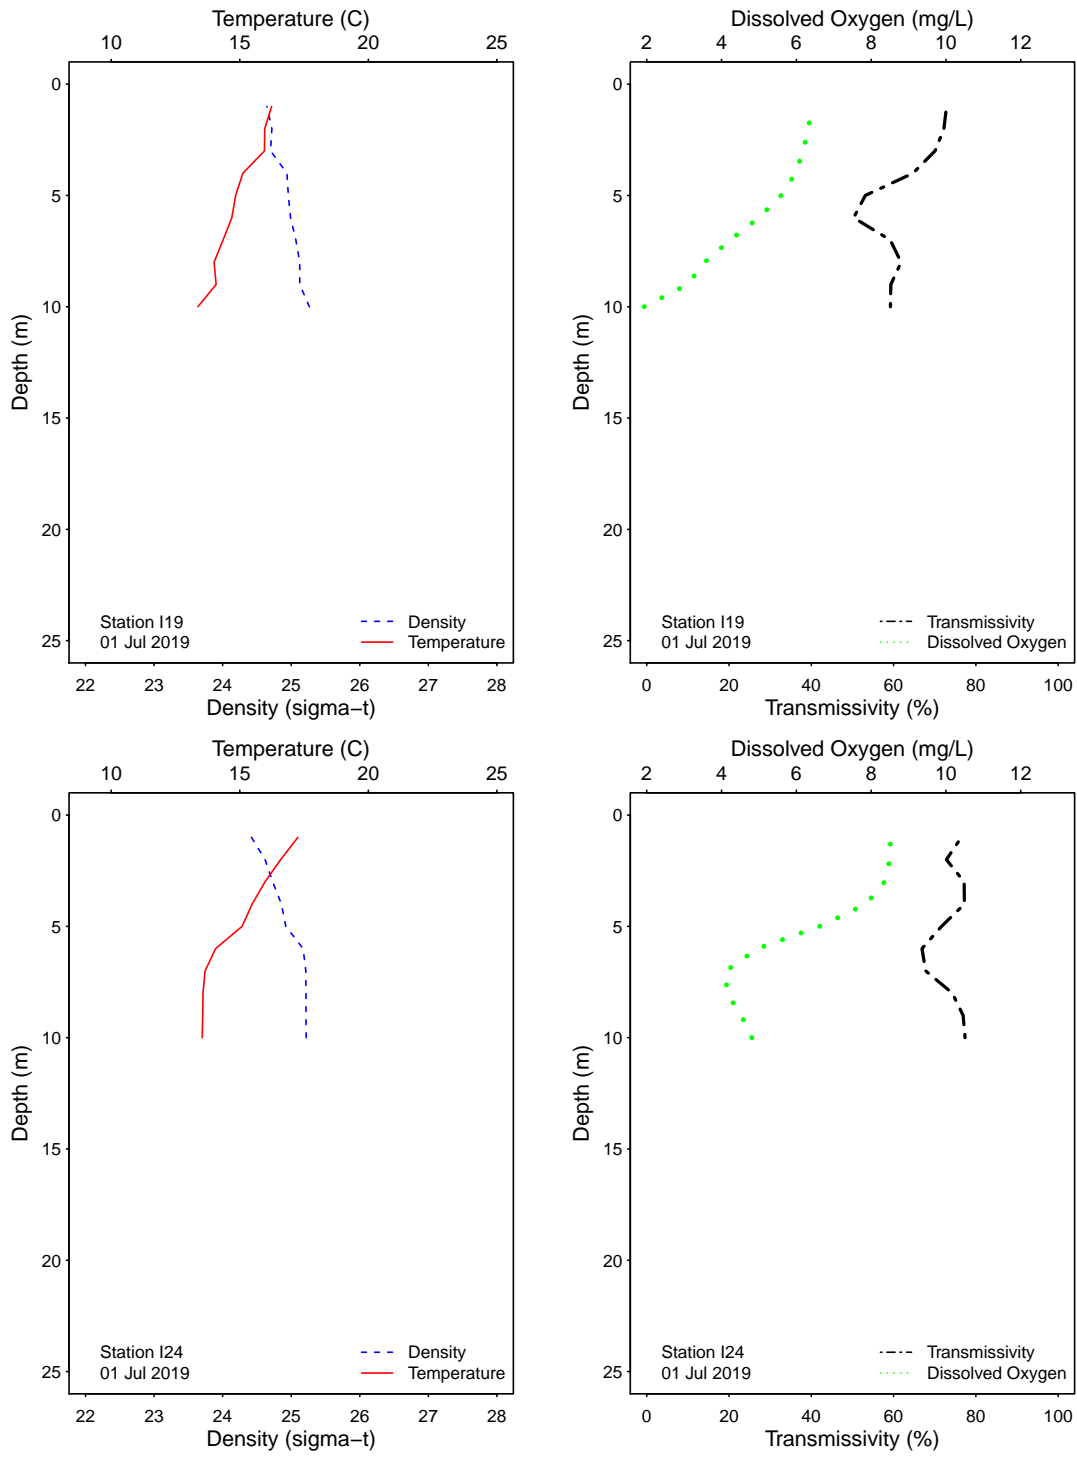 Temperature (C)
10 15 20 25
0
5
10
15
20
25
Depth (m)
Station I19
01 Jul 2019
Density
Temperature
22 23 24 25 26 27 28
Density (sigma−t)
Dissolved Oxygen (mg/L)
2 4 6 8 10 12
0
5
10
15
20
25
Depth (m)
Station I19
01 Jul 2019
Transmissivity
Dissolved Oxygen
0 20 40 60 80 100
Transmissivity (%)
Temperature (C)
10 15 20 25
0
5
10
15
20
25
Depth (m)
Station I24
01 Jul 2019
Density
Temperature
22 23 24 25 26 27 28
Density (sigma−t)
Dissolved Oxygen (mg/L)
2 4 6 8 10 12
0
5
10
15
20
25
Depth (m)
Station I24
01 Jul 2019
Transmissivity
Dissolved Oxygen
0 20 40 60 80 100
Transmissivity (%)